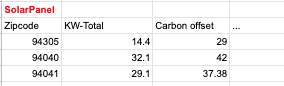 SolarPanel
Zipcode KW-Total Carbon offset ...
94305 14.4 29
94040 32.1 42
94041 29.1 37.38